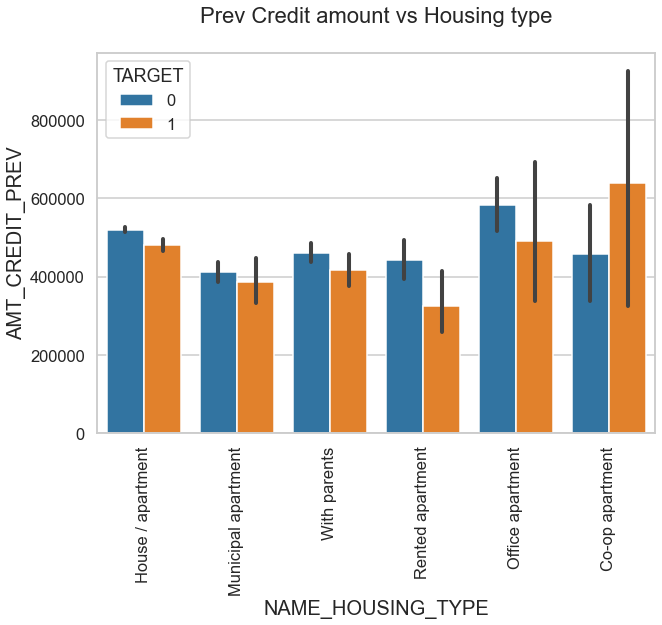 Prev Credit amount vs Housing type
TARGET
0
1
AMT_CREDIT_PREV
800000
600000
400000
200000
0
House / apartment
Municipal apartment
With parents
Rented apartment
Office apartment
Co-op apartment
NAME_HOUSING_TYPE